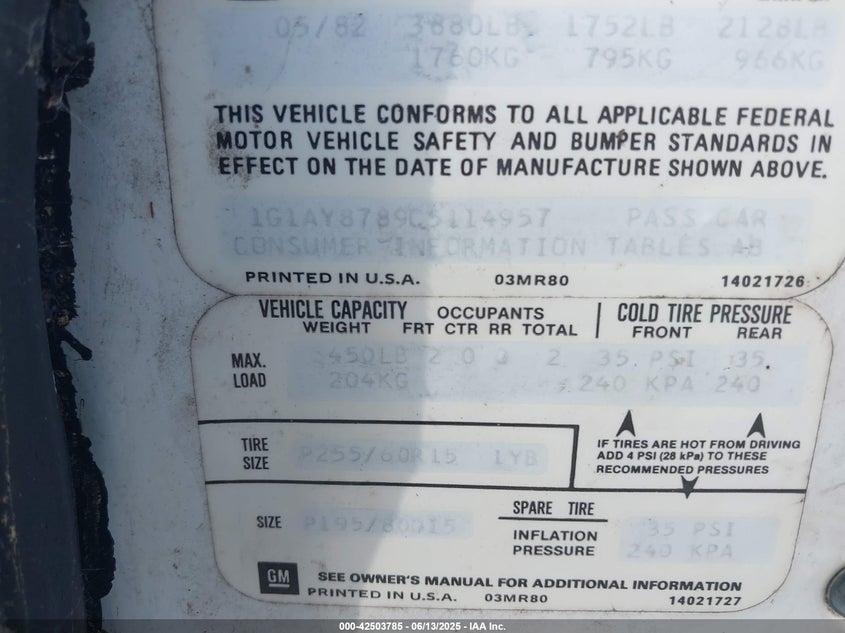 05/82 3880LB. 1752LB 2128LB
1760KG 795KG 966KG
THIS VEHICLE CONFORMS TO ALL APPLICABLE FEDERAL
MOTOR VEHICLE SAFETY AND BUMPER STANDARDS IN
EFFECT ON THE DATE OF MANUFACTURE SHOWN ABOVE.
1G1AY8789C5114957 PASS CAR
CONSUMER INFORMATION TABLES AB
PRINTED IN U.S.A. 03MR80 14021726
VEHICLE CAPACITY OCCUPANTS COLD TIRE PRESSURE
WEIGHT FRT CTR RR TOTAL FRONT REAR
MAX. LOAD 450LB 2 0 0 2 35 PSI 35
204KG 240 KPA 240
IF TIRES ARE HOT FROM DRIVING
ADD 4 PSI (28 kPa) TO THESE
RECOMMENDED PRESSURES
TIRE SIZE P255/60R15 1YB
SPARE TIRE
SIZE P195/80D15 INFLATION PRESSURE 35 PSI
240 KPA
GM SEE OWNER'S MANUAL FOR ADDITIONAL INFORMATION
PRINTED IN U.S.A. 03MR80 14021727
000-42503785 - 06/13/2025 - IAA Inc.